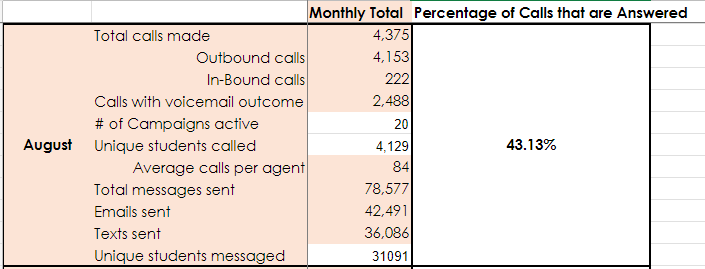 Monthly Total Percentage of Calls that are Answered
Total calls made 4,375
Outbound calls 4,153
In-Bound calls 222
Calls with voicemail outcome 2,488
# of Campaigns active 20
August Unique students called 4,129 43.13%
Average calls per agent 84
Total messages sent 78,577
Emails sent 42,491
Texts sent 36,086
Unique students messaged 31091